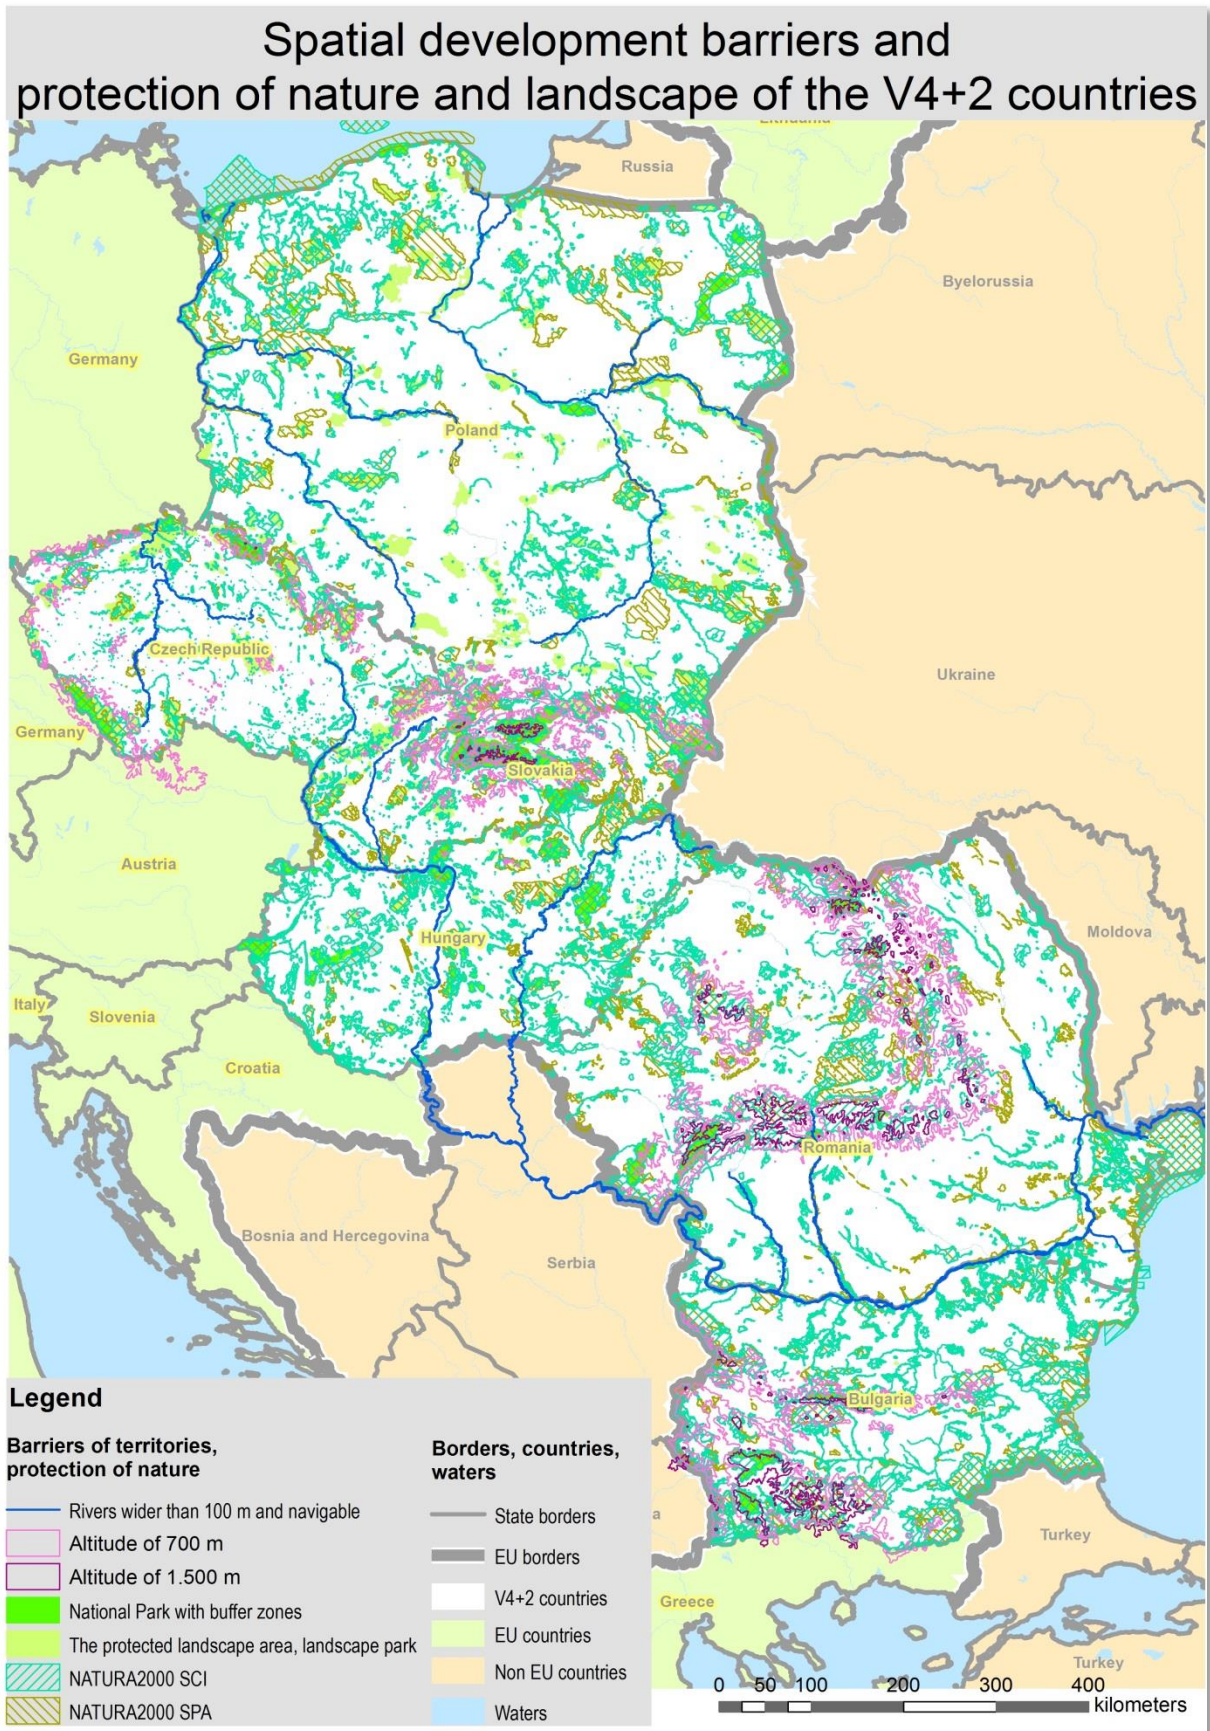 Spatial development barriers and
protection of nature and landscape of the V4+2 countries
Lithuania
Russia
Byelorussia
Germany
Poland
Czech Republic
Ukraine
Germany
Slovakia
Austria
Moldova
Hungary
Italy
Slovenia
Croatia
Romania
Bosnia and Hercegovina
Serbia
Bulgaria
a
Turkey
Greece
Turkey
Legend
Barriers of territories,
protection of nature
Rivers wider than 100 m and navigable
Altitude of 700 m
Altitude of 1.500 m
National Park with buffer zones
The protected landscape area, landscape park
NATURA2000 SCI
NATURA2000 SPA
Borders, countries,
waters
State borders
EU borders
V4+2 countries
EU countries
Non EU countries
Waters
0 50 100 200 300 400
kilometers